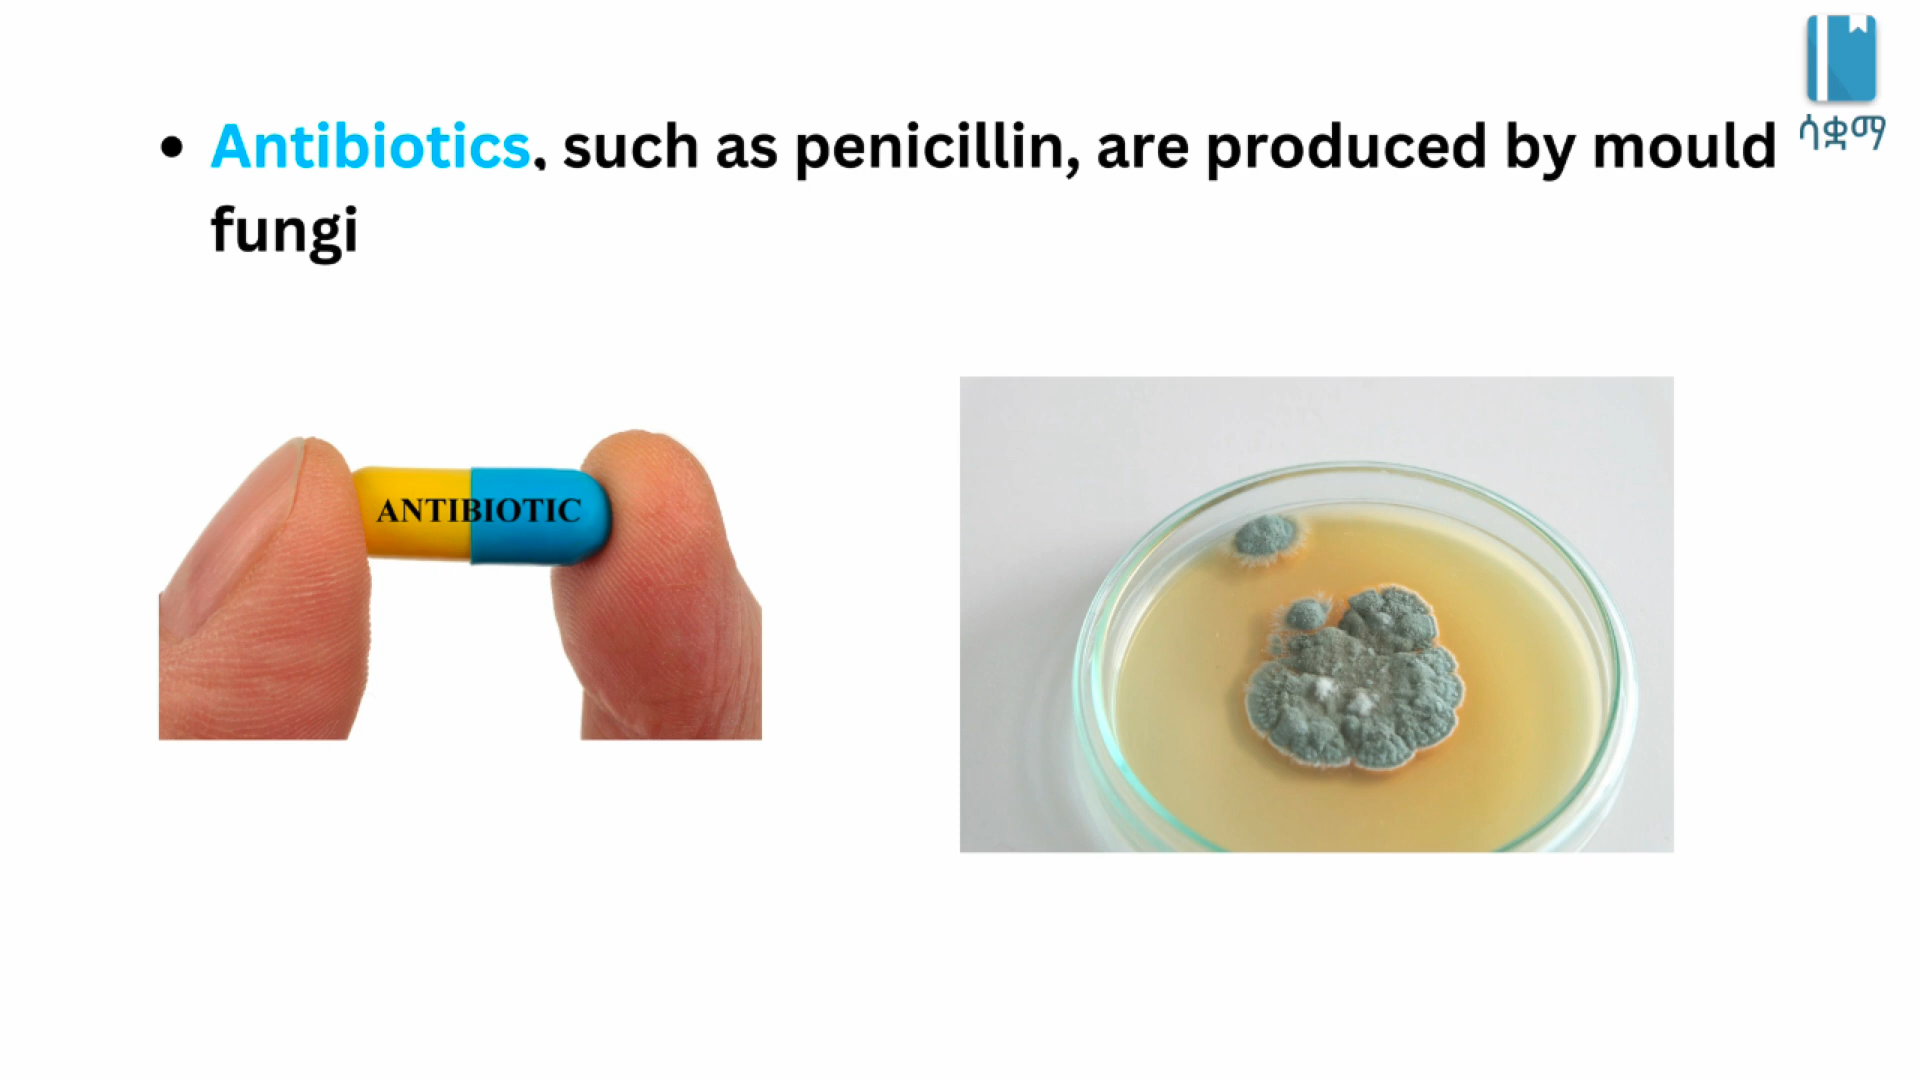 • Antibiotics, such as penicillin, are produced by mould
fungi
ሳቋማ
ANTIBIOTIC